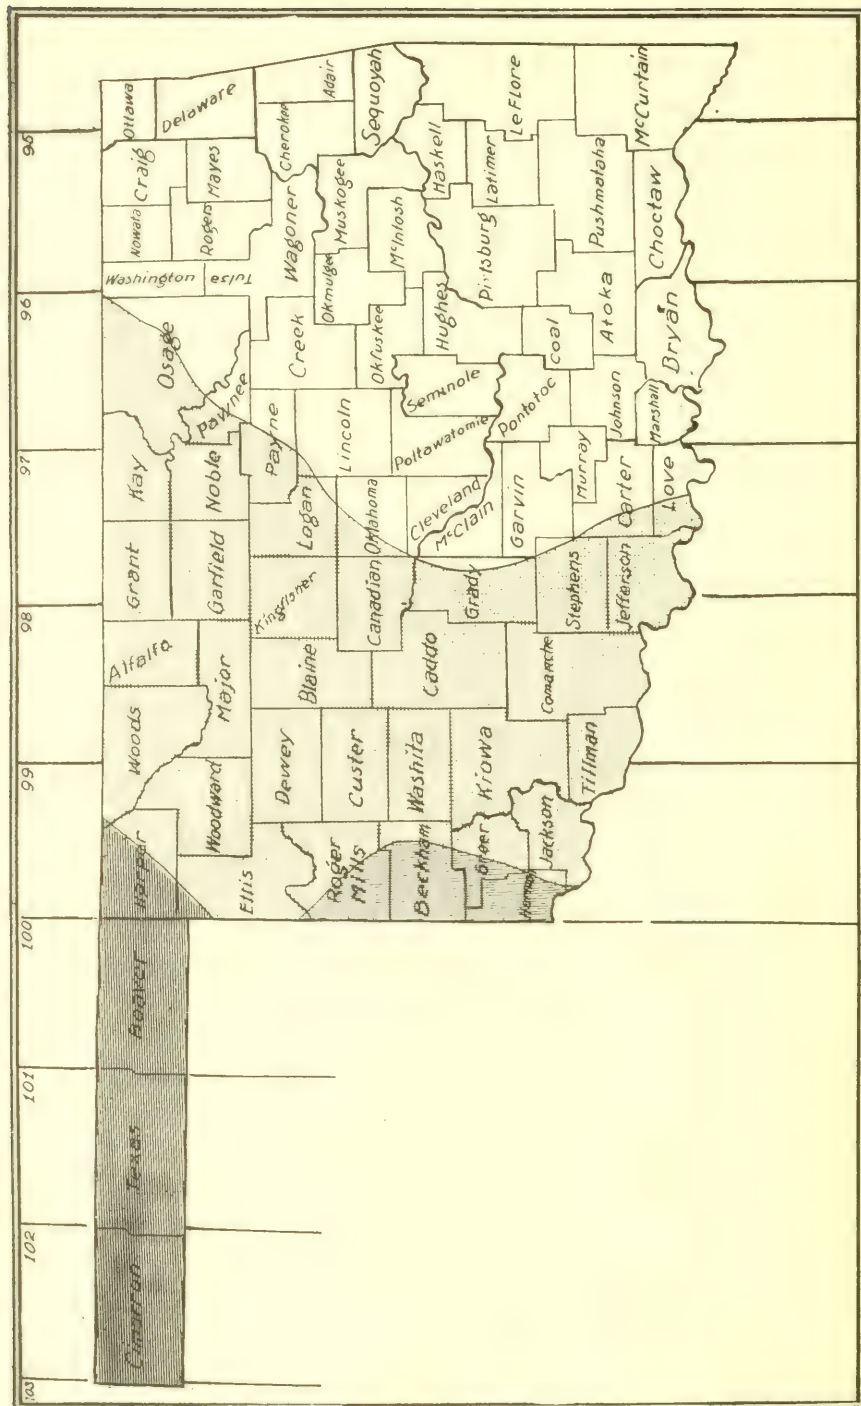 103
102
101
100
99
98
97
96
95
Cimarron
Texas
Beaver
Harper
Woods
Alfalfa
Grant
Kay
Osage
Washington
Nowata
Craig
Ottawa
Ellis
Woodward
Major
Garfield
Noble
Pawnee
Tulsa
Rogers
Mayes
Delaware
Roger
Mills
Dewey
Blaine
Kingfisher
Logan
Payne
Creek
Wagoner
Cherokee
Adair
Custer
Canadian
Oklahoma
Lincoln
Okmulgee
Muskogee
Sequoyah
Beckham
Washita
Caddo
Cleveland
Pottawatomie
Okfuskee
McIntosh
Haskell
Greer
Kiowa
Grady
McClain
Seminole
Hughes
Pittsburg
Latimer
Le Flore
Harmon
Jackson
Tillman
Comanche
Stephens
Garvin
Pontotoc
Coal
Murray
Johnson
Atoka
Pushmataha
McCurtain
Jefferson
Carter
Love
Marshall
Bryan
Choctaw